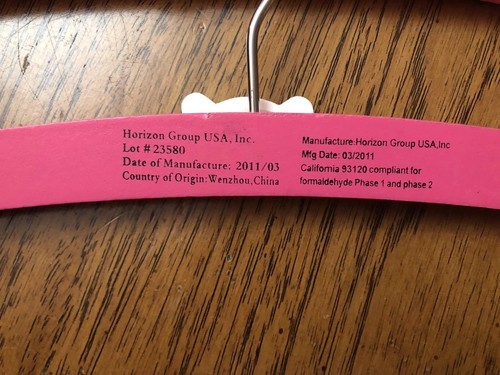 Horizon Group USA, Inc.
Lot # 23580
Date of Manufacture: 2011/03
Country of Origin:Wenzhou,China
Manufacture:Horizon Group USA,Inc
Mfg Date: 03/2011
California 93120 compliant for
formaldehyde Phase 1 and phase 2